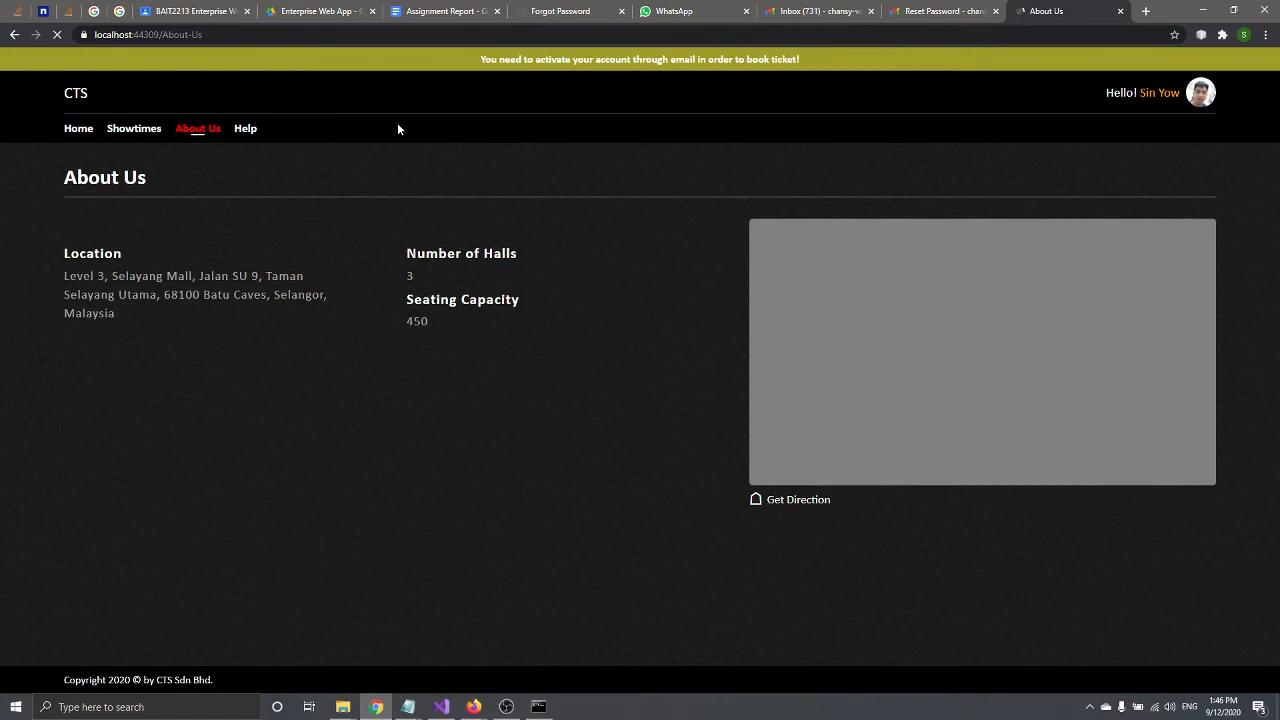 BAIT2213 Enterprise W
Enterprise Web App - C
Assignment Report - G
Forgot Password
WhatsApp
Inbox (731) - chansy-w
Reset Password - chan
About Us
localhost:44309/About-Us
S
You need to activate your account through email in order to book ticket!
CTS
Hello! Sin Yow
Home
Showtimes
About Us
Help
About Us
Location
Level 3, Selayang Mall, Jalan SU 9, Taman
Selayang Utama, 68100 Batu Caves, Selangor,
Malaysia
Number of Halls
3
Seating Capacity
450
Get Direction
Copyright 2020 © by CTS Sdn Bhd.
Type here to search
ENG
1:46 PM
9/12/2020